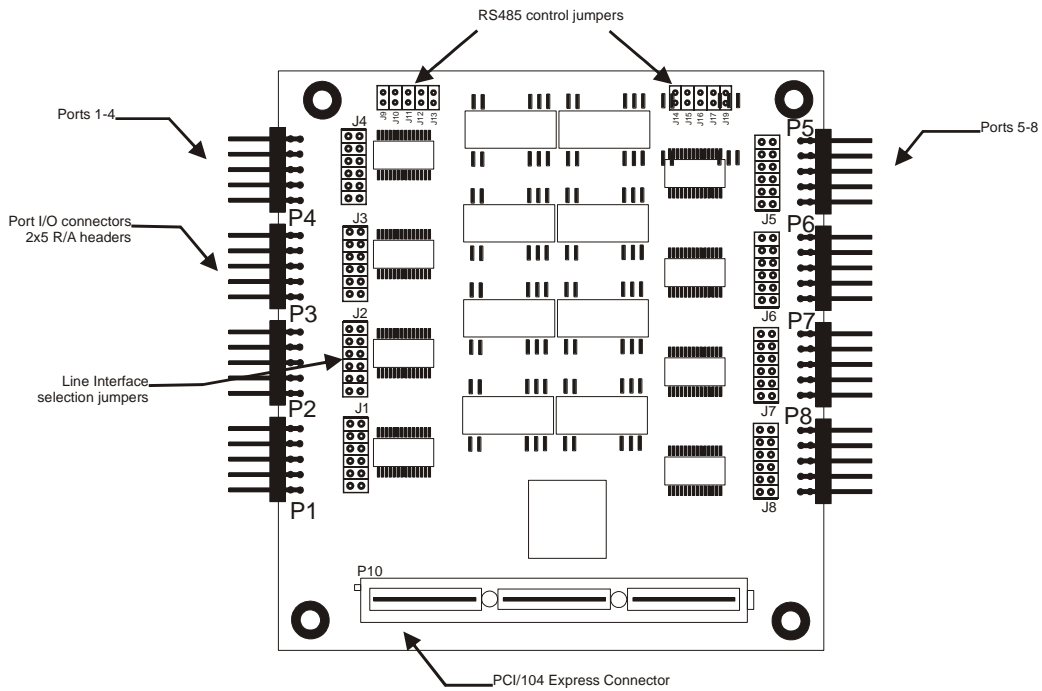 RS485 control jumpers
Ports 1-4
Ports 5-8
J9
J10
J11
J12
J13
J14
J15
J16
J17
J19
J4
P5
P4
J3
J5
P6
Port I/O connectors
2x5 R/A headers
P3
J2
J6
P7
Line Interface
selection jumpers
P2
J1
J7
P8
P1
J8
P10
PCI/104 Express Connector